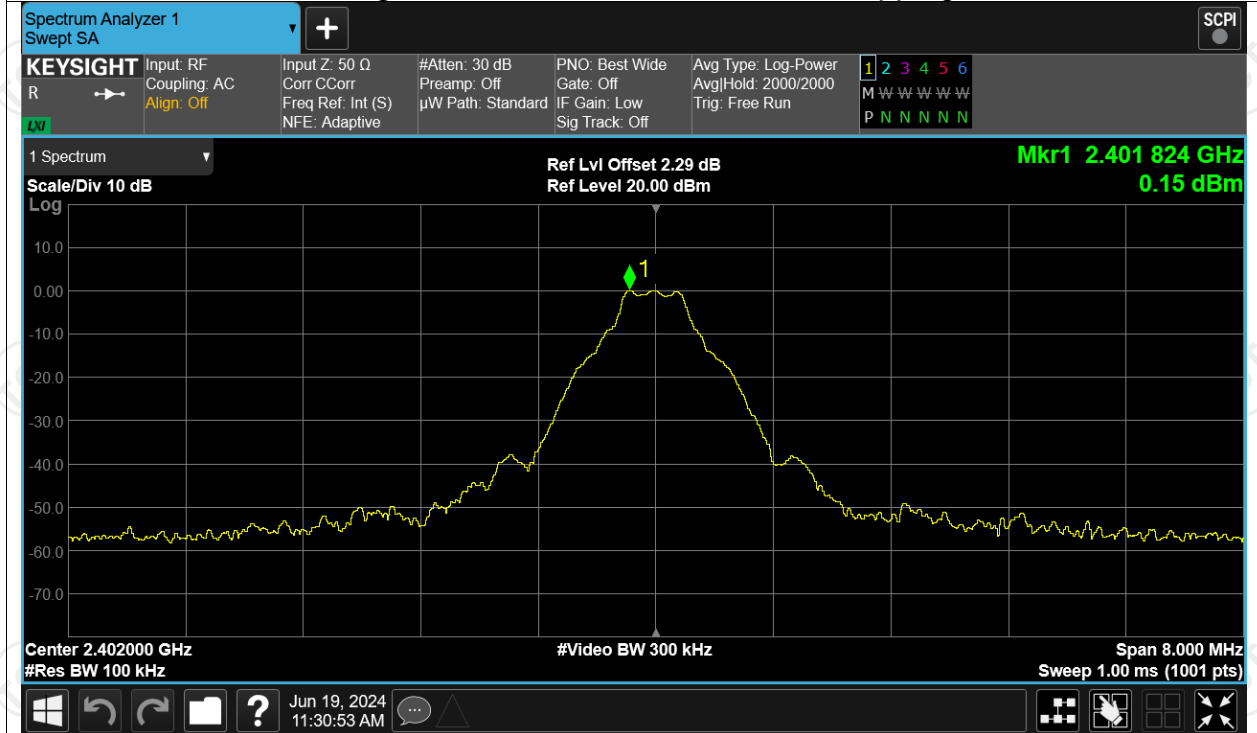 Spectrum Analyzer 1
Swept SA
SCPI
KEYSIGHT
R
LXI
Input: RF
Coupling: AC
Align: Off
Input Z: 50 Ω
Corr CCorr
Freq Ref: Int (S)
NFE: Adaptive
#Atten: 30 dB
Preamp: Off
µW Path: Standard
PNO: Best Wide
Gate: Off
IF Gain: Low
Sig Track: Off
Avg Type: Log-Power
Avg|Hold: 2000/2000
Trig: Free Run
1 2 3 4 5 6
M W W W W W
P N N N N N
1 Spectrum
Scale/Div 10 dB
Log
Ref Lvl Offset 2.29 dB
Ref Level 20.00 dBm
Mkr1 2.401 824 GHz
0.15 dBm
10.0
0.00
-10.0
-20.0
-30.0
-40.0
-50.0
-60.0
-70.0
1
Center 2.402000 GHz
#Res BW 100 kHz
#Video BW 300 kHz
Span 8.000 MHz
Sweep 1.00 ms (1001 pts)
?
Jun 19, 2024
11:30:53 AM